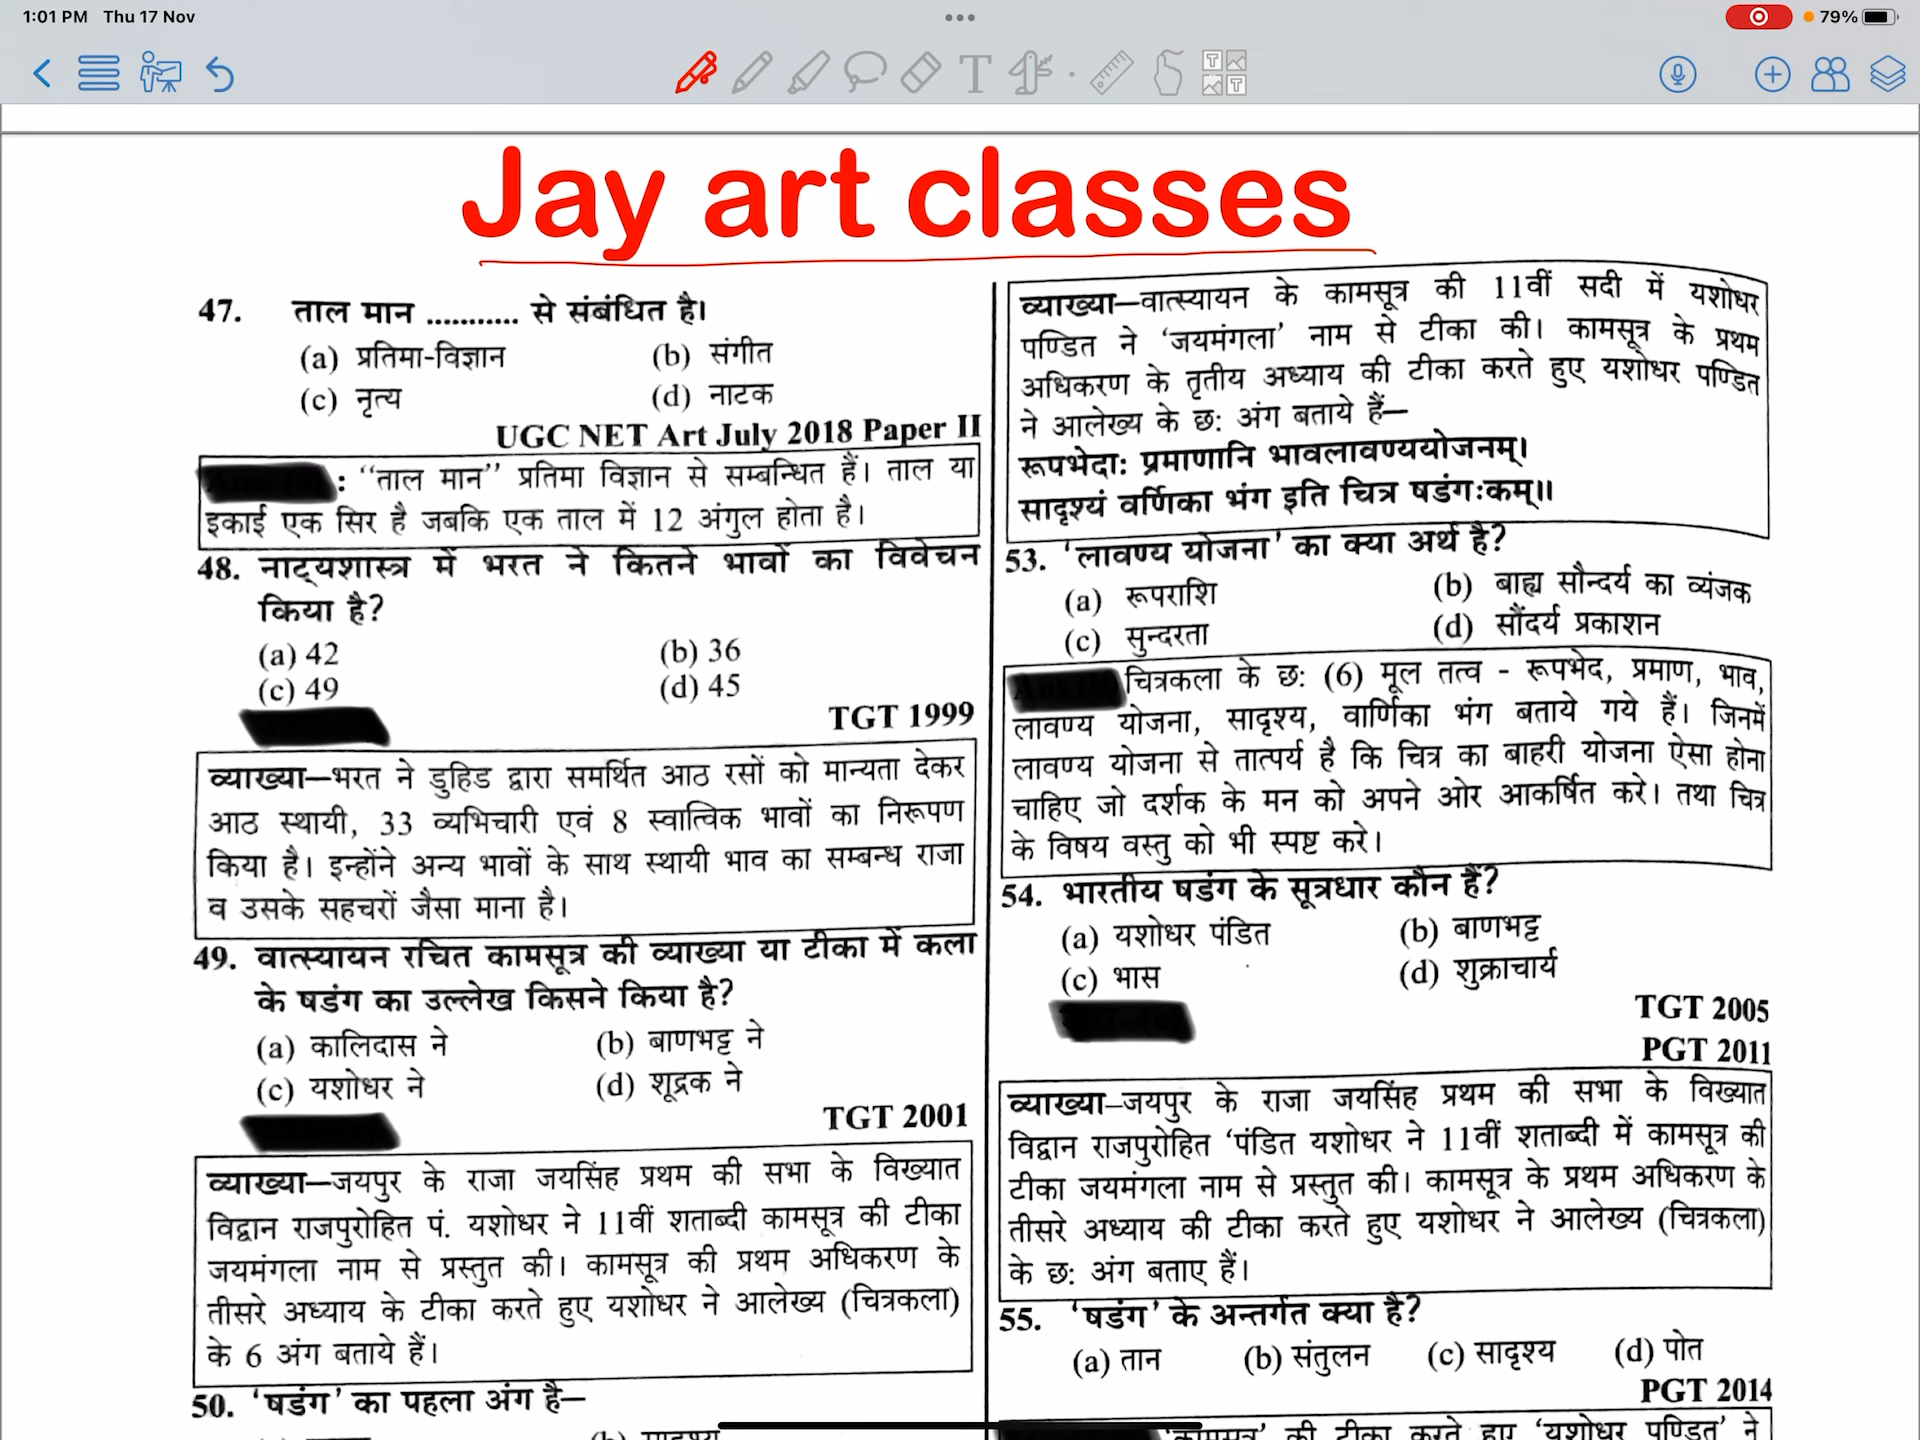 1:01 PM Thu 17 Nov
79%
Jay art classes
47. ताल मान ........... से संबंधित है।
(a) प्रतिमा-विज्ञान (b) संगीत
(c) नृत्य (d) नाटक
UGC NET Art July 2018 Paper II
: “ताल मान” प्रतिमा विज्ञान से सम्बन्धित हैं। ताल या
इकाई एक सिर है जबकि एक ताल में 12 अंगुल होता है।
48. नाट्यशास्त्र में भरत ने कितने भावों का विवेचन
किया है?
(a) 42 (b) 36
(c) 49 (d) 45
TGT 1999
व्याख्या–भरत ने डुहिड द्वारा समर्थित आठ रसों को मान्यता देकर
आठ स्थायी, 33 व्यभिचारी एवं 8 स्वात्विक भावों का निरूपण
किया है। इन्होंने अन्य भावों के साथ स्थायी भाव का सम्बन्ध राजा
व उसके सहचरों जैसा माना है।
49. वात्स्यायन रचित कामसूत्र की व्याख्या या टीका में कला
के षडंग का उल्लेख किसने किया है?
(a) कालिदास ने (b) बाणभट्ट ने
(c) यशोधर ने (d) शूद्रक ने
TGT 2001
व्याख्या–जयपुर के राजा जयसिंह प्रथम की सभा के विख्यात
विद्वान राजपुरोहित पं. यशोधर ने 11वीं शताब्दी कामसूत्र की टीका
जयमंगला नाम से प्रस्तुत की। कामसूत्र की प्रथम अधिकरण के
तीसरे अध्याय के टीका करते हुए यशोधर ने आलेख्य (चित्रकला)
के 6 अंग बताये हैं।
50. ‘षडंग’ का पहला अंग है–
व्याख्या–वात्स्यायन के कामसूत्र की 11वीं सदी में यशोधर
पण्डित ने ‘जयमंगला’ नाम से टीका की। कामसूत्र के प्रथम
अधिकरण के तृतीय अध्याय की टीका करते हुए यशोधर पण्डित
ने आलेख्य के छः अंग बताये हैं–
रूपभेदाः प्रमाणानि भावलावण्ययोजनम्।
सादृश्यं वर्णिका भंग इति चित्र षडंगःकम्॥
53. ‘लावण्य योजना’ का क्या अर्थ है?
(a) रूपराशि (b) बाह्य सौन्दर्य का व्यंजक
(c) सुन्दरता (d) सौंदर्य प्रकाशन
चित्रकला के छः (6) मूल तत्व - रूपभेद, प्रमाण, भाव,
लावण्य योजना, सादृश्य, वार्णिका भंग बताये गये हैं। जिनमें
लावण्य योजना से तात्पर्य है कि चित्र का बाहरी योजना ऐसा होना
चाहिए जो दर्शक के मन को अपने ओर आकर्षित करे। तथा चित्र
के विषय वस्तु को भी स्पष्ट करे।
54. भारतीय षडंग के सूत्रधार कौन हैं?
(a) यशोधर पंडित (b) बाणभट्ट
(c) भास (d) शुक्राचार्य
TGT 2005
PGT 2011
व्याख्या–जयपुर के राजा जयसिंह प्रथम की सभा के विख्यात
विद्वान राजपुरोहित ‘पंडित यशोधर ने 11वीं शताब्दी में कामसूत्र की
टीका जयमंगला नाम से प्रस्तुत की। कामसूत्र के प्रथम अधिकरण के
तीसरे अध्याय की टीका करते हुए यशोधर ने आलेख्य (चित्रकला)
के छः अंग बताए हैं।
55. ‘षडंग’ के अन्तर्गत क्या है?
(a) तान (b) संतुलन (c) सादृश्य (d) पोत
PGT 2014
‘कामसूत्र’ की टीका करते हुए ‘यशोधर पण्डित’ ने